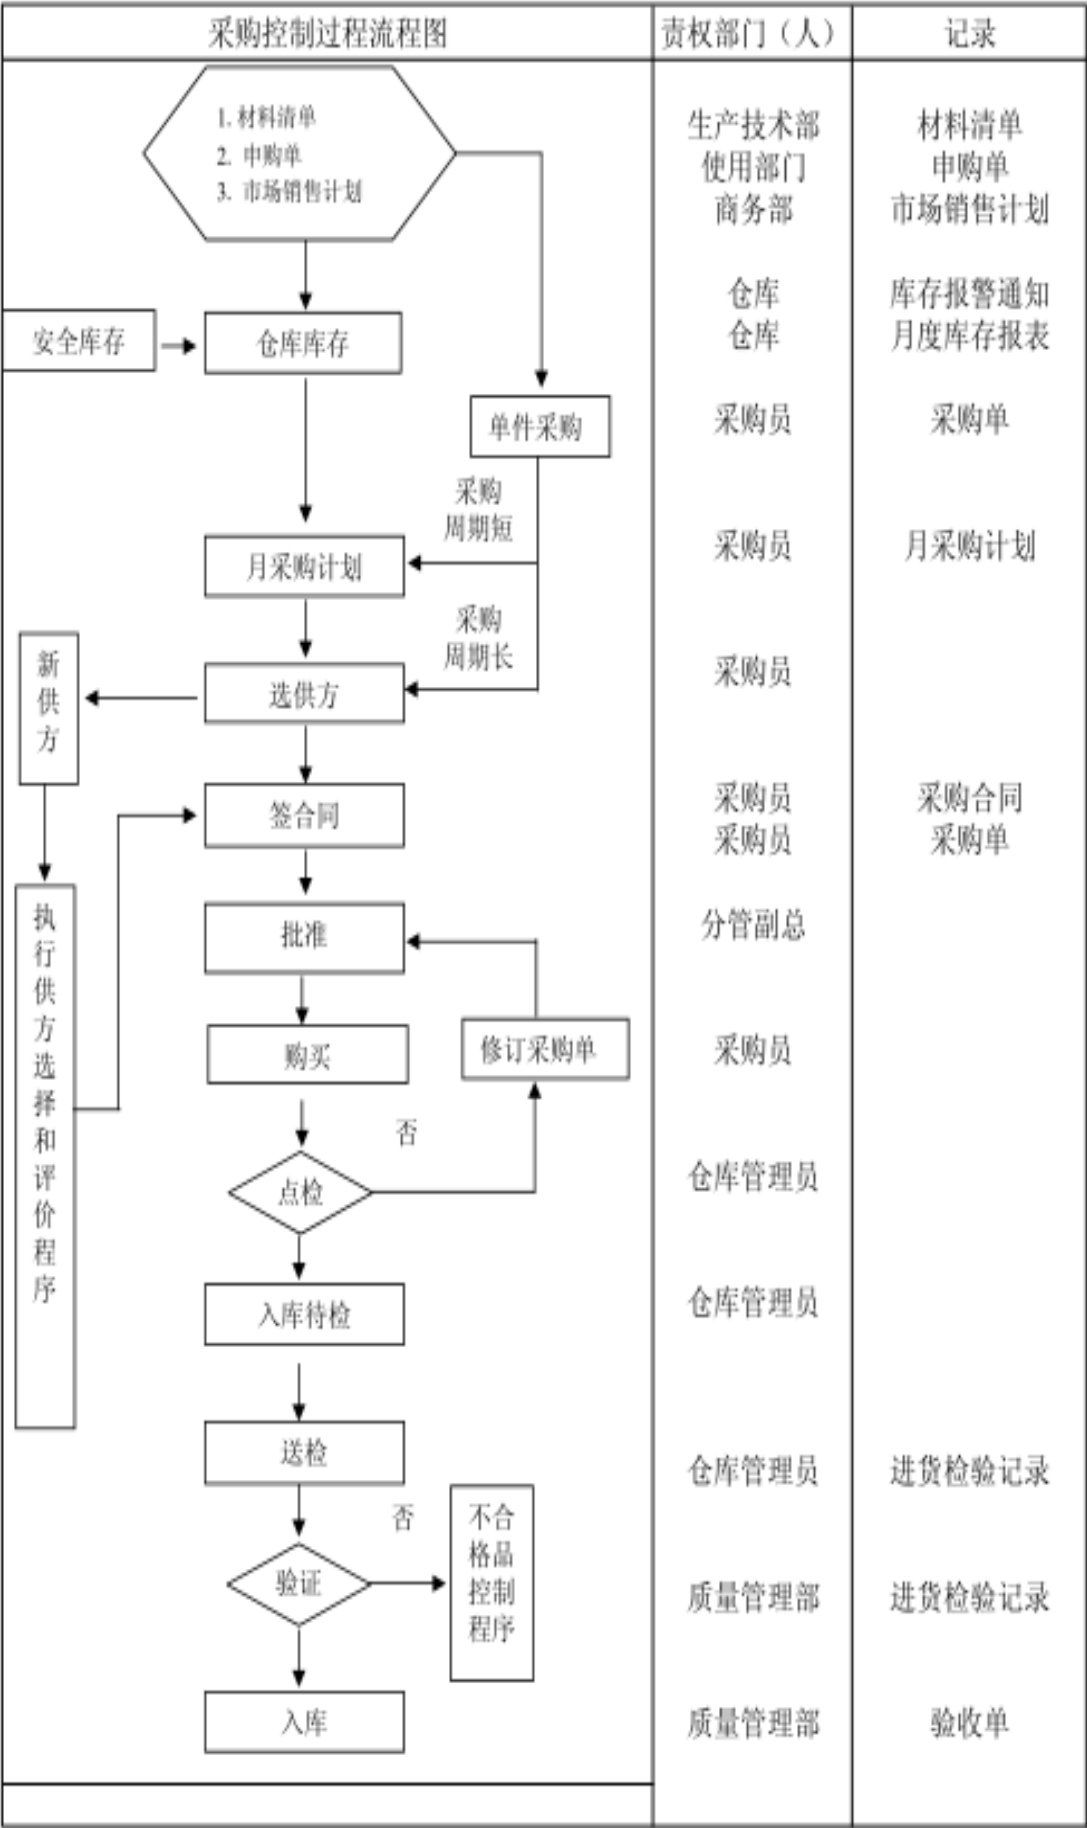 采购控制过程流程图 责权部门（人） 记录
1. 材料清单
2. 申购单
3. 市场销售计划
生产技术部 材料清单
使用部门 申购单
商务部 市场销售计划
仓库 库存报警通知
仓库 月度库存报表
安全库存
仓库库存
单件采购
采购员 采购单
采购
周期短
月采购计划
采购员 月采购计划
采购
周期长
新
供
方
选供方
采购员
签合同
采购员 采购合同
采购员 采购单
执
行
供
方
选
择
和
评
价
程
序
批准
分管副总
购买
修订采购单
采购员
否
点检
仓库管理员
入库待检
仓库管理员
送检
仓库管理员 进货检验记录
否
不合
格品
控制
程序
验证
质量管理部 进货检验记录
入库
质量管理部 验收单